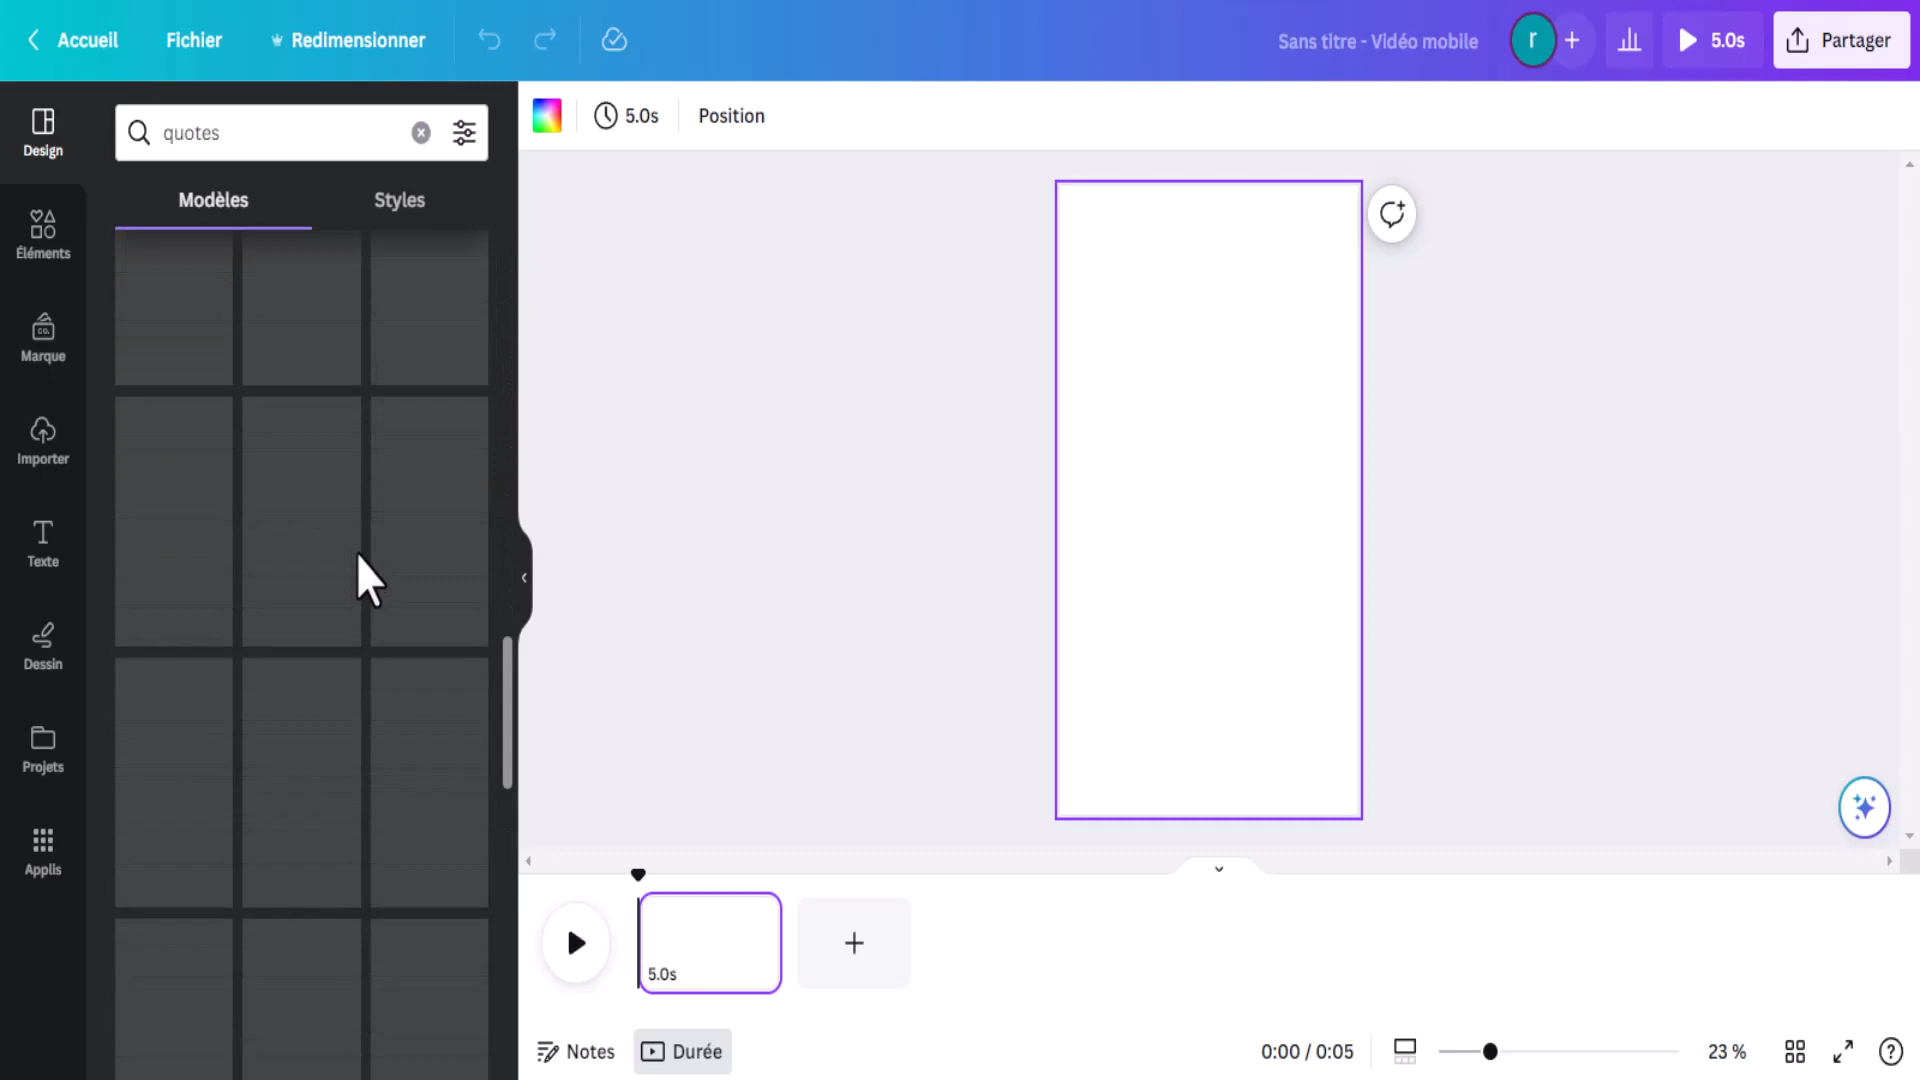 Accueil
Fichier
Redimensionner
Sans titre - Vidéo mobile
r
5.0s
Partager
Design
quotes
5.0s
Position
Modèles
Styles
Éléments
CO.
Marque
Importer
Texte
Dessin
Projets
Applis
5.0s
Notes
Durée
0:00 / 0:05
23 %